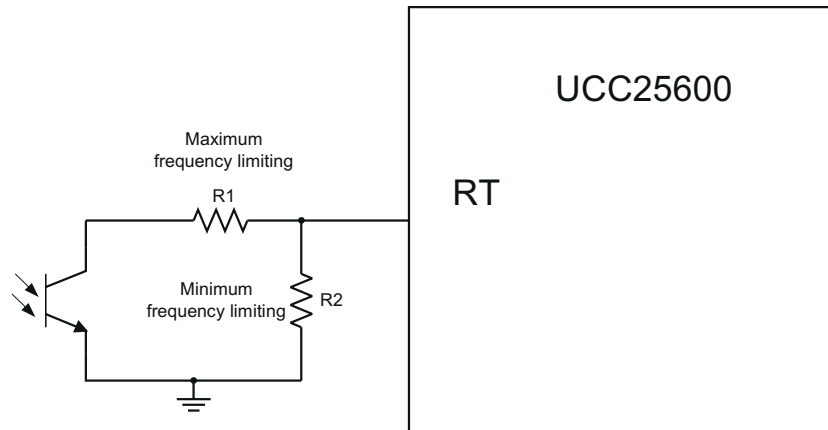 UCC25600
Maximum
frequency limiting
R1
RT
Minimum
frequency limiting
R2